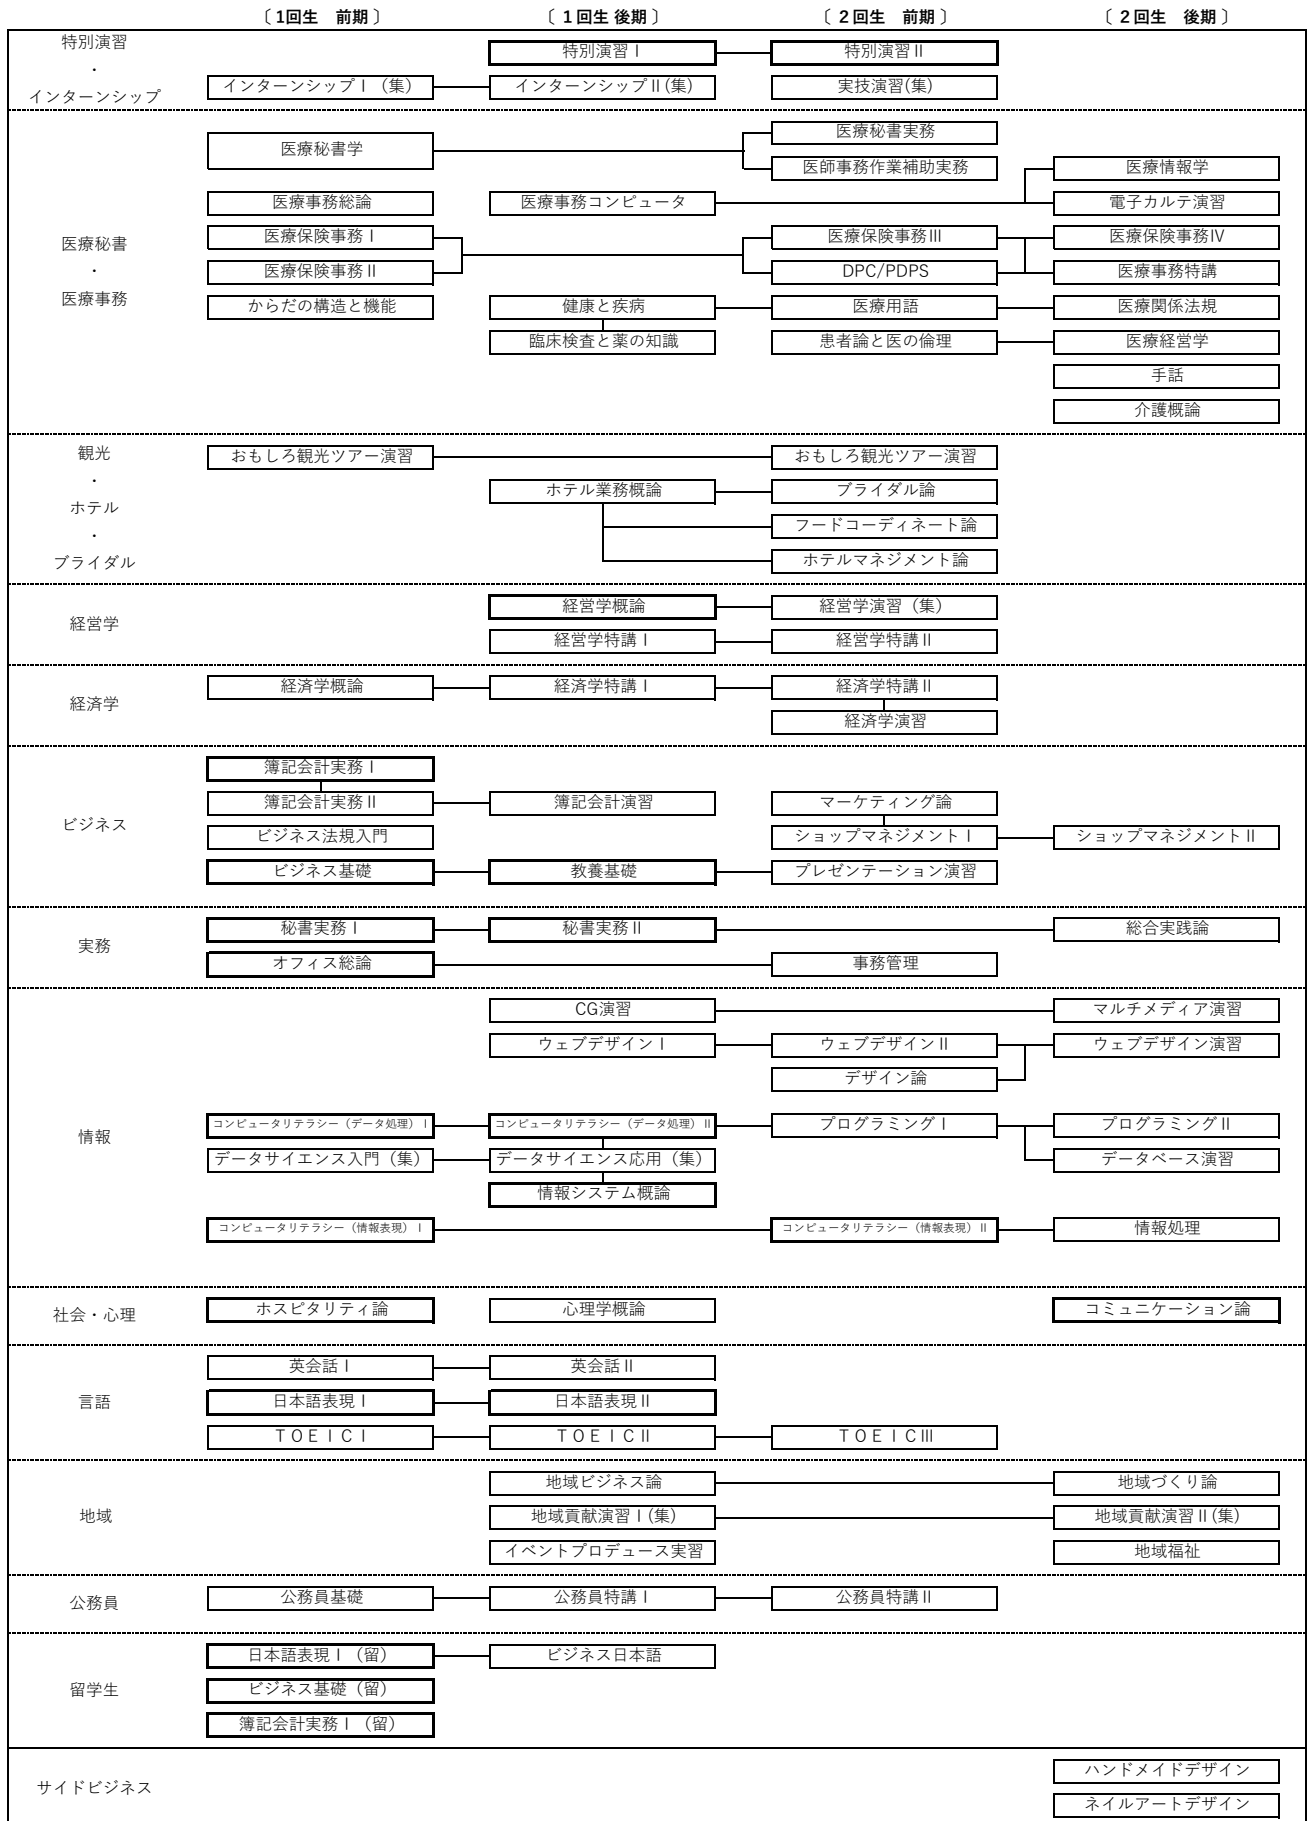 〔 1回生　前期 〕　〔 1回生 後期 〕　〔 2回生　前期 〕　〔 2回生　後期 〕
特別演習
・
インターンシップ
特別演習Ⅰ　特別演習Ⅱ
インターンシップⅠ（集）　インターンシップⅡ(集)　実技演習(集)
医療秘書
・
医療事務
医療秘書実務
医療秘書学
医師事務作業補助実務　医療情報学
医療事務総論　医療事務コンピュータ　電子カルテ演習
医療保険事務Ⅰ　医療保険事務Ⅲ　医療保険事務Ⅳ
医療保険事務Ⅱ　DPC/PDPS　医療事務特講
からだの構造と機能　健康と疾病　医療用語　医療関係法規
臨床検査と薬の知識　患者論と医の倫理　医療経営学
手話
介護概論
観光
・
ホテル
・
ブライダル
おもしろ観光ツアー演習　おもしろ観光ツアー演習
ホテル業務概論　ブライダル論
フードコーディネート論
ホテルマネジメント論
経営学
経営学概論　経営学演習（集）
経営学特講Ⅰ　経営学特講Ⅱ
経済学
経済学概論　経済学特講Ⅰ　経済学特講Ⅱ
経済学演習
ビジネス
簿記会計実務Ⅰ
簿記会計実務Ⅱ　簿記会計演習　マーケティング論
ビジネス法規入門　ショップマネジメントⅠ　ショップマネジメントⅡ
ビジネス基礎　教養基礎　プレゼンテーション演習
実務
秘書実務Ⅰ　秘書実務Ⅱ　総合実践論
オフィス総論　事務管理
情報
CG演習　マルチメディア演習
ウェブデザインⅠ　ウェブデザインⅡ　ウェブデザイン演習
デザイン論
コンピュータリテラシー（データ処理）Ⅰ　コンピュータリテラシー（データ処理）Ⅱ　プログラミングⅠ　プログラミングⅡ
データサイエンス入門（集）　データサイエンス応用（集）　データベース演習
情報システム概論
コンピュータリテラシー（情報表現）Ⅰ　コンピュータリテラシー（情報表現）Ⅱ　情報処理
社会・心理
ホスピタリティ論　心理学概論　コミュニケーション論
言語
英会話Ⅰ　英会話Ⅱ
日本語表現Ⅰ　日本語表現Ⅱ
ＴＯＥＩＣⅠ　ＴＯＥＩＣⅡ　ＴＯＥＩＣⅢ
地域
地域ビジネス論　地域づくり論
地域貢献演習Ⅰ(集)　地域貢献演習Ⅱ(集)
イベントプロデュース実習　地域福祉
公務員
公務員基礎　公務員特講Ⅰ　公務員特講Ⅱ
留学生
日本語表現Ⅰ（留）　ビジネス日本語
ビジネス基礎（留）
簿記会計実務Ⅰ（留）
サイドビジネス
ハンドメイドデザイン
ネイルアートデザイン